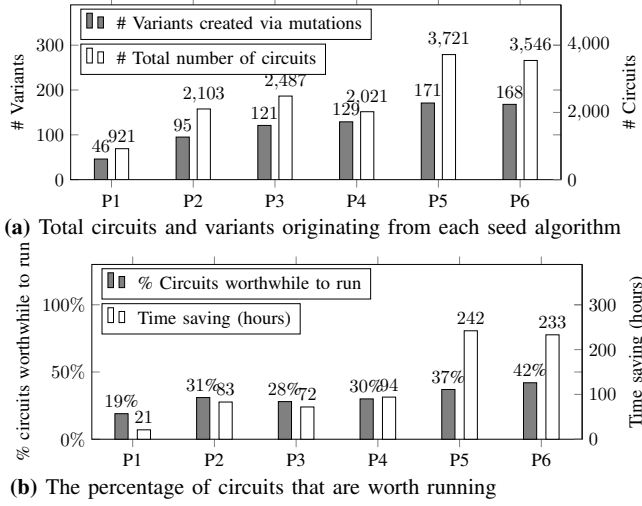 # Variants created via mutations
# Total number of circuits
# Variants
300
200
100
0
# Circuits
4,000
2,000
0
46 921
95 2,103
121 2,487
129 2,021
171 3,721
168 3,546
P1 P2 P3 P4 P5 P6
(a) Total circuits and variants originating from each seed algorithm
% Circuits worthwhile to run
Time saving (hours)
% circuits worthwhile to run
100%
50%
0%
Time saving (hours)
300
200
100
0
19% 21
31% 83
28% 72
30% 94
37% 242
42% 233
P1 P2 P3 P4 P5 P6
(b) The percentage of circuits that are worth running